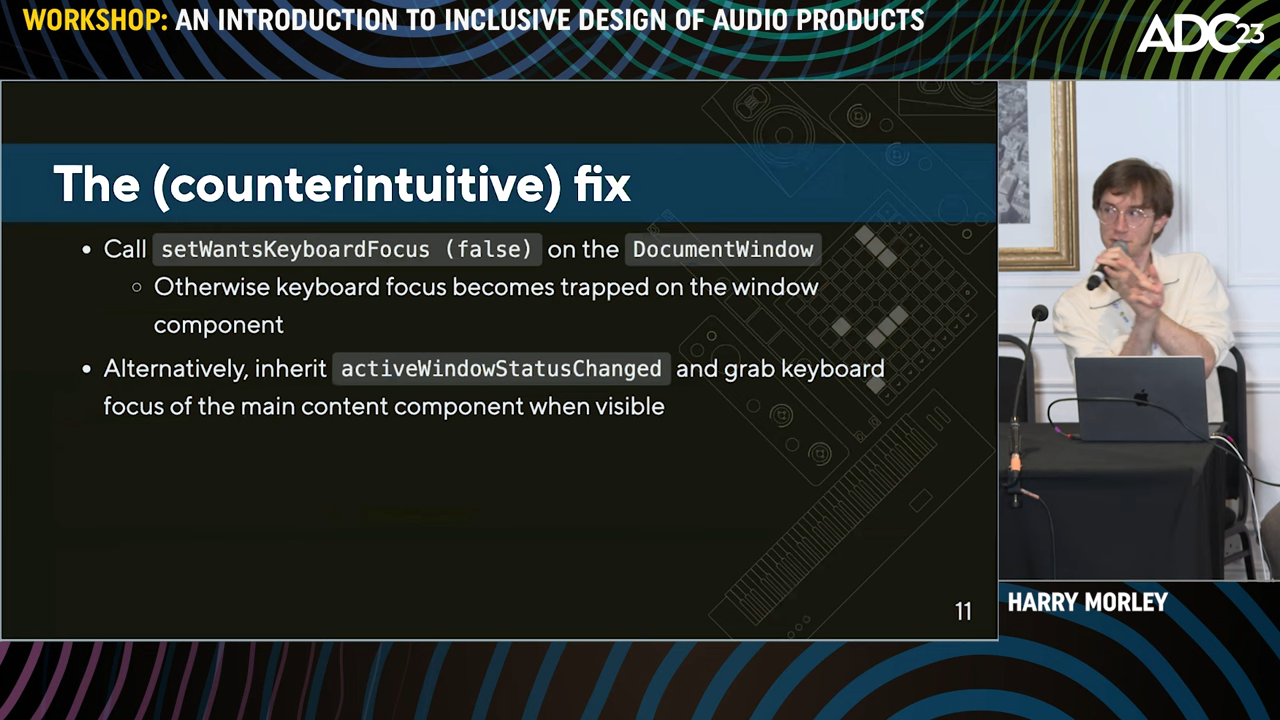 WORKSHOP: AN INTRODUCTION TO INCLUSIVE DESIGN OF AUDIO PRODUCTS
ADC23
The (counterintuitive) fix
• Call setWantsKeyboardFocus (false) on the DocumentWindow
○ Otherwise keyboard focus becomes trapped on the window
component
• Alternatively, inherit activeWindowStatusChanged and grab keyboard
focus of the main content component when visible
11
HARRY MORLEY